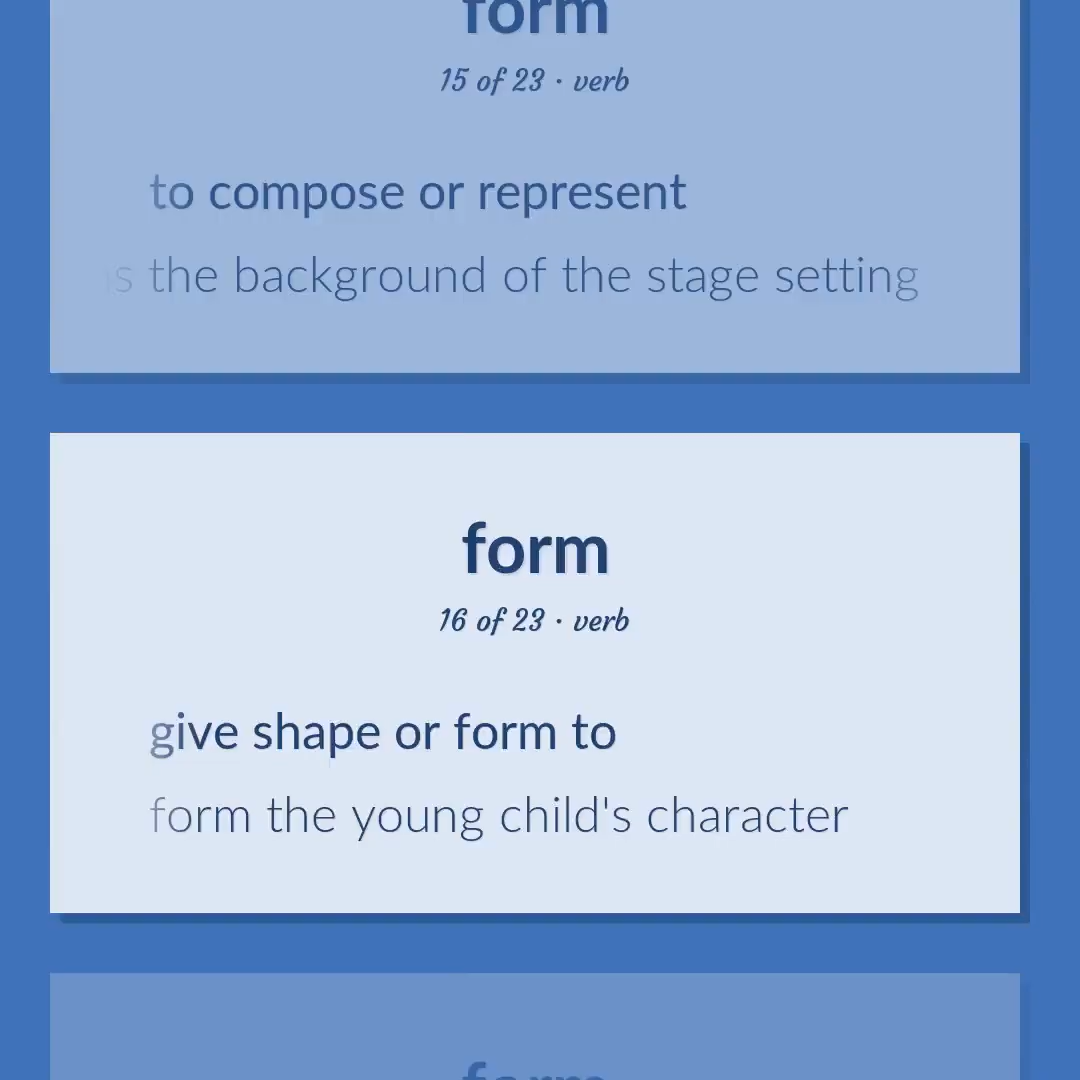 form
15 of 23 · verb
to compose or represent
the background of the stage setting
form
16 of 23 · verb
give shape or form to
form the young child's character
form